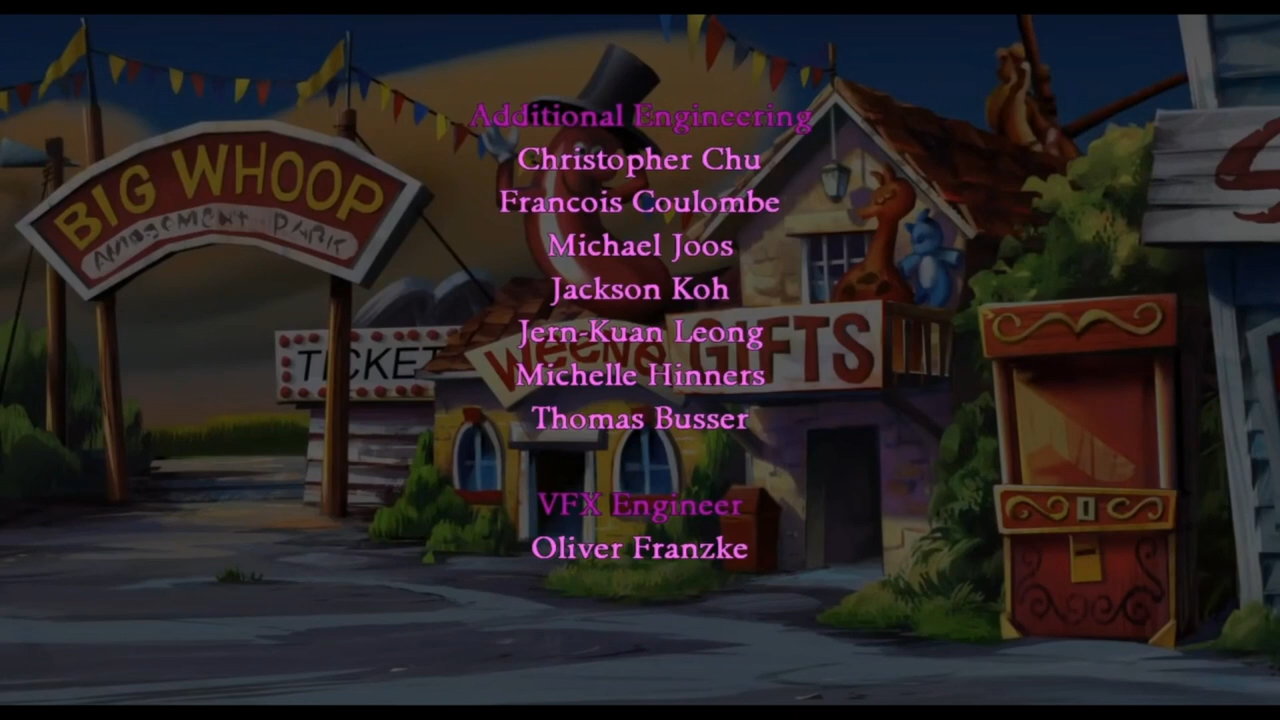 Additional Engineering
Christopher Chu
Francois Coulombe
Michael Joos
Jackson Koh
Jern-Kuan Leong
Michelle Hinners
Thomas Busser
VFX Engineer
Oliver Franzke
BIG WHOOP
AMUSEMENT PARK
TICKET
WEENE GIFTS
S